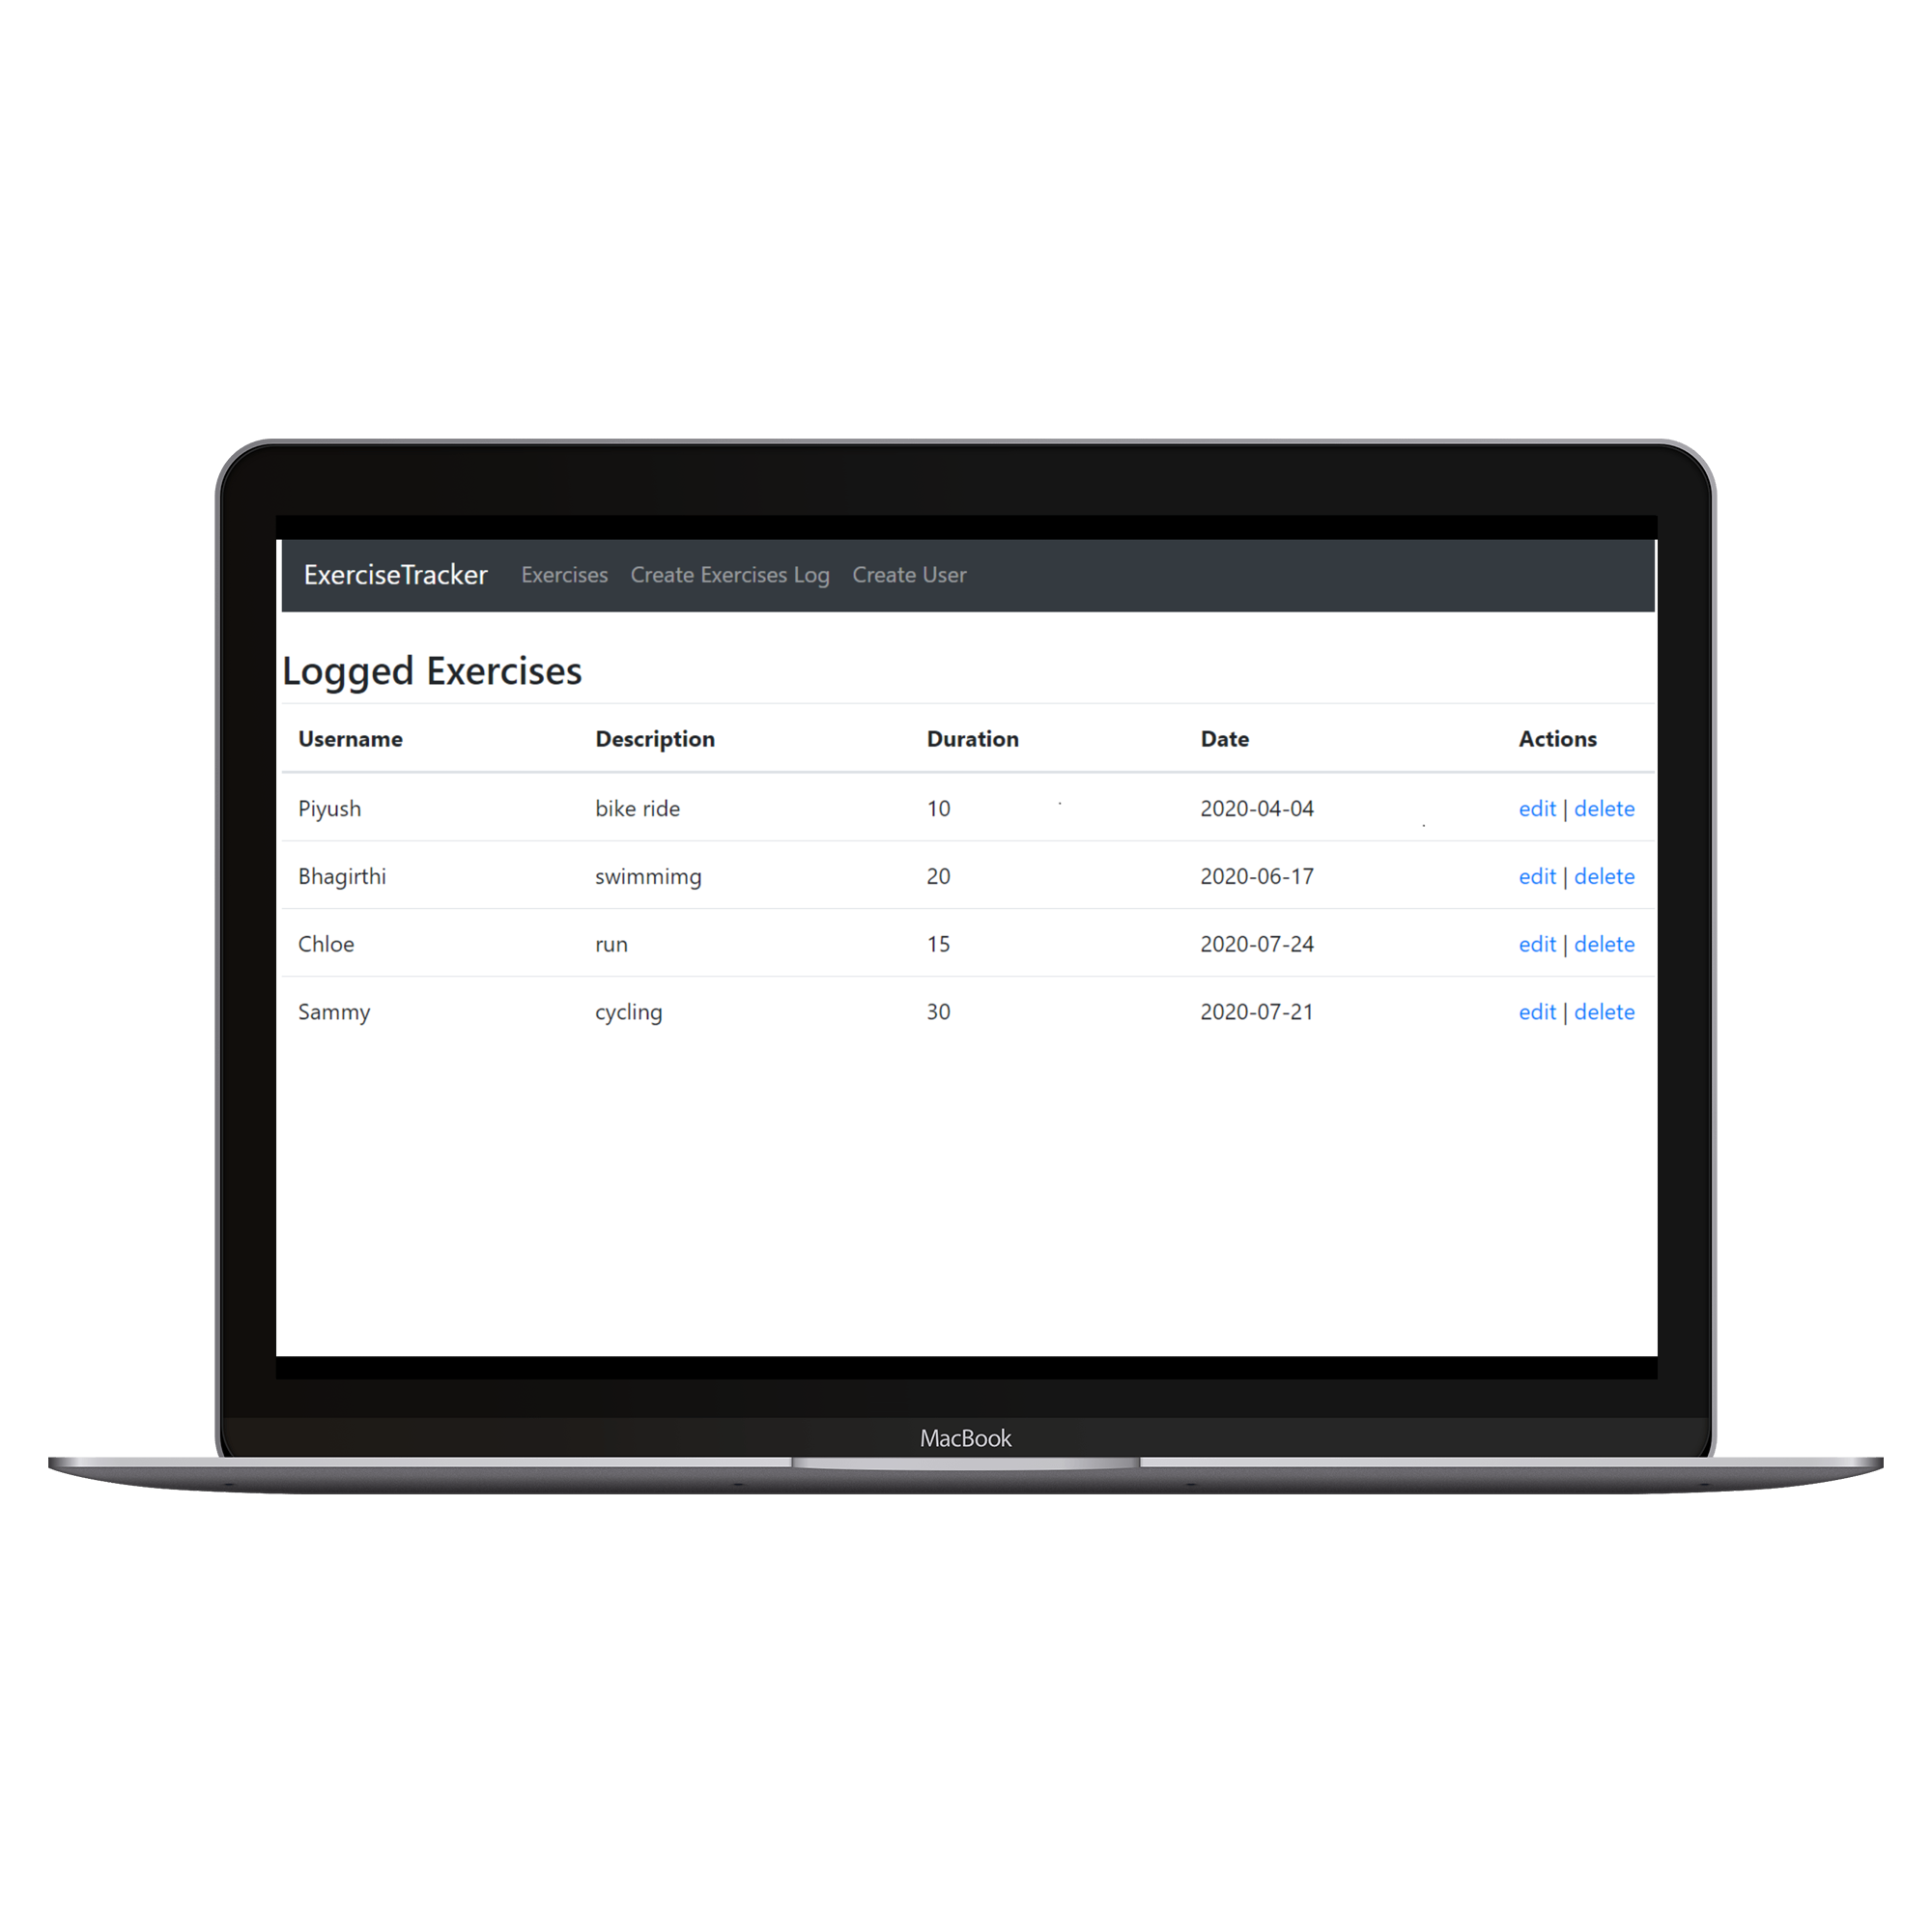 ExerciseTracker Exercises Create Exercises Log Create User
Logged Exercises
Username Description Duration Date Actions
Piyush bike ride 10 2020-04-04 edit | delete
Bhagirthi swimmimg 20 2020-06-17 edit | delete
Chloe run 15 2020-07-24 edit | delete
Sammy cycling 30 2020-07-21 edit | delete
MacBook